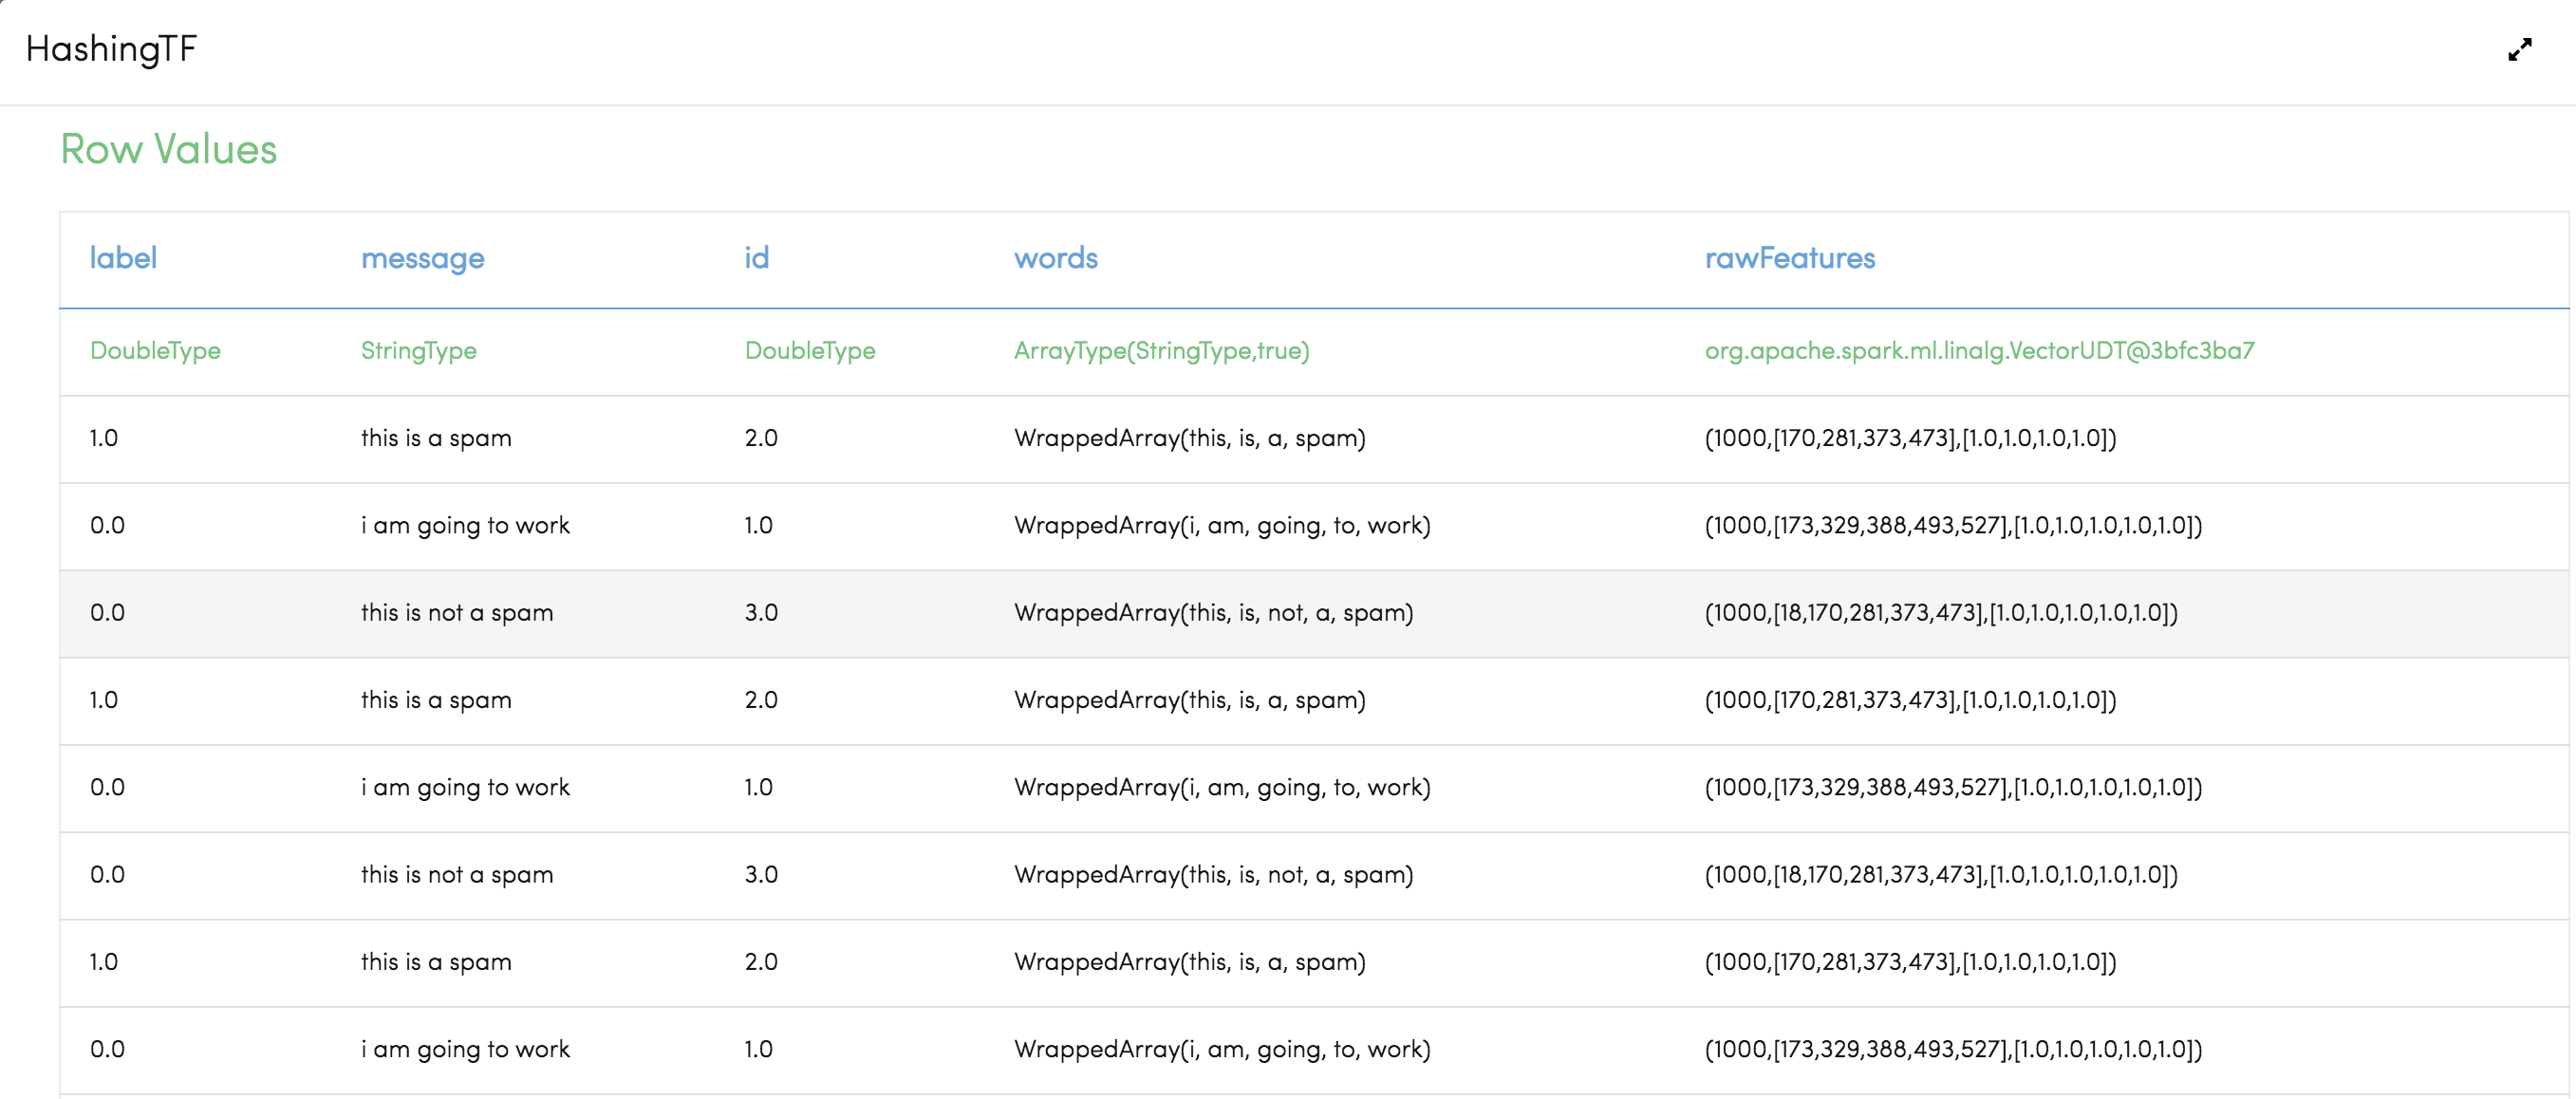 HashingTF
Row Values
label message id words rawFeatures
DoubleType StringType DoubleType ArrayType(StringType,true) org.apache.spark.ml.linalg.VectorUDT@3bfc3ba7
1.0 this is a spam 2.0 WrappedArray(this, is, a, spam) (1000,[170,281,373,473],[1.0,1.0,1.0,1.0])
0.0 i am going to work 1.0 WrappedArray(i, am, going, to, work) (1000,[173,329,388,493,527],[1.0,1.0,1.0,1.0,1.0])
0.0 this is not a spam 3.0 WrappedArray(this, is, not, a, spam) (1000,[18,170,281,373,473],[1.0,1.0,1.0,1.0,1.0])
1.0 this is a spam 2.0 WrappedArray(this, is, a, spam) (1000,[170,281,373,473],[1.0,1.0,1.0,1.0])
0.0 i am going to work 1.0 WrappedArray(i, am, going, to, work) (1000,[173,329,388,493,527],[1.0,1.0,1.0,1.0,1.0])
0.0 this is not a spam 3.0 WrappedArray(this, is, not, a, spam) (1000,[18,170,281,373,473],[1.0,1.0,1.0,1.0,1.0])
1.0 this is a spam 2.0 WrappedArray(this, is, a, spam) (1000,[170,281,373,473],[1.0,1.0,1.0,1.0])
0.0 i am going to work 1.0 WrappedArray(i, am, going, to, work) (1000,[173,329,388,493,527],[1.0,1.0,1.0,1.0,1.0])